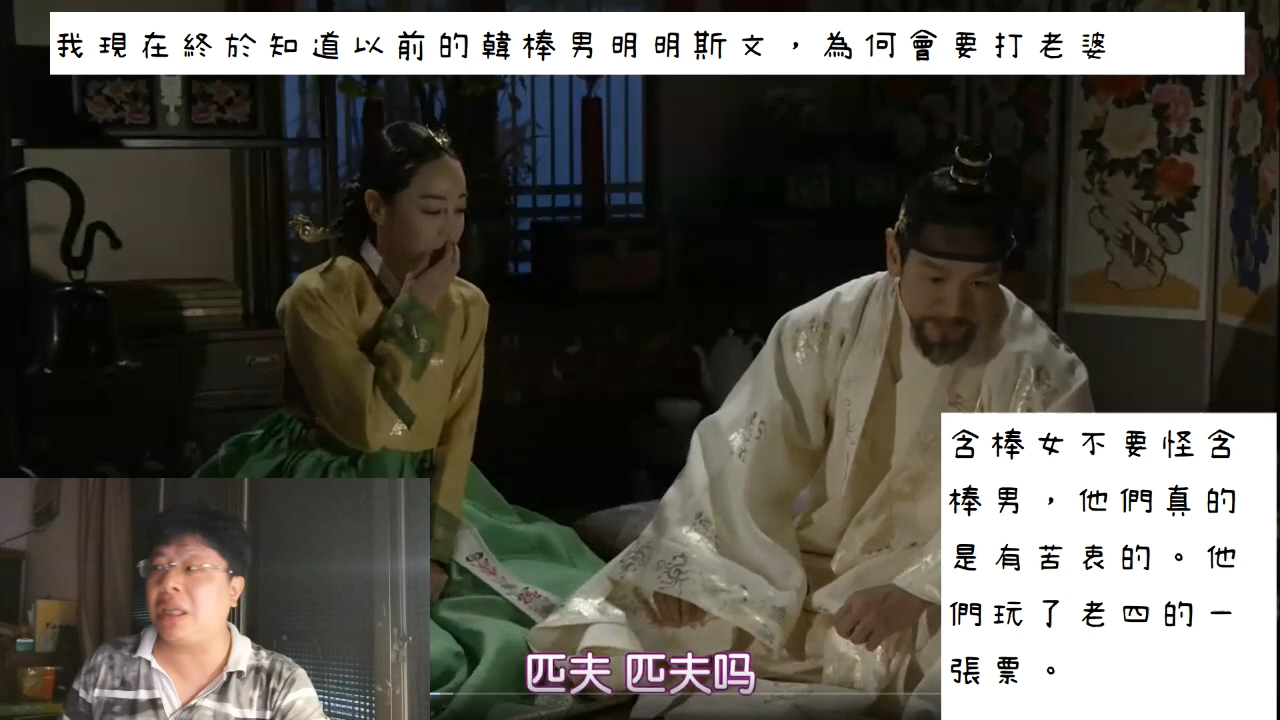 我現在終於知道以前的韓棒男明明斯文，為何會要打老婆
含棒女不要怪含
棒男，他們真的
是有苦衷的。他
們玩了老四的一
張票。
匹夫 匹夫吗